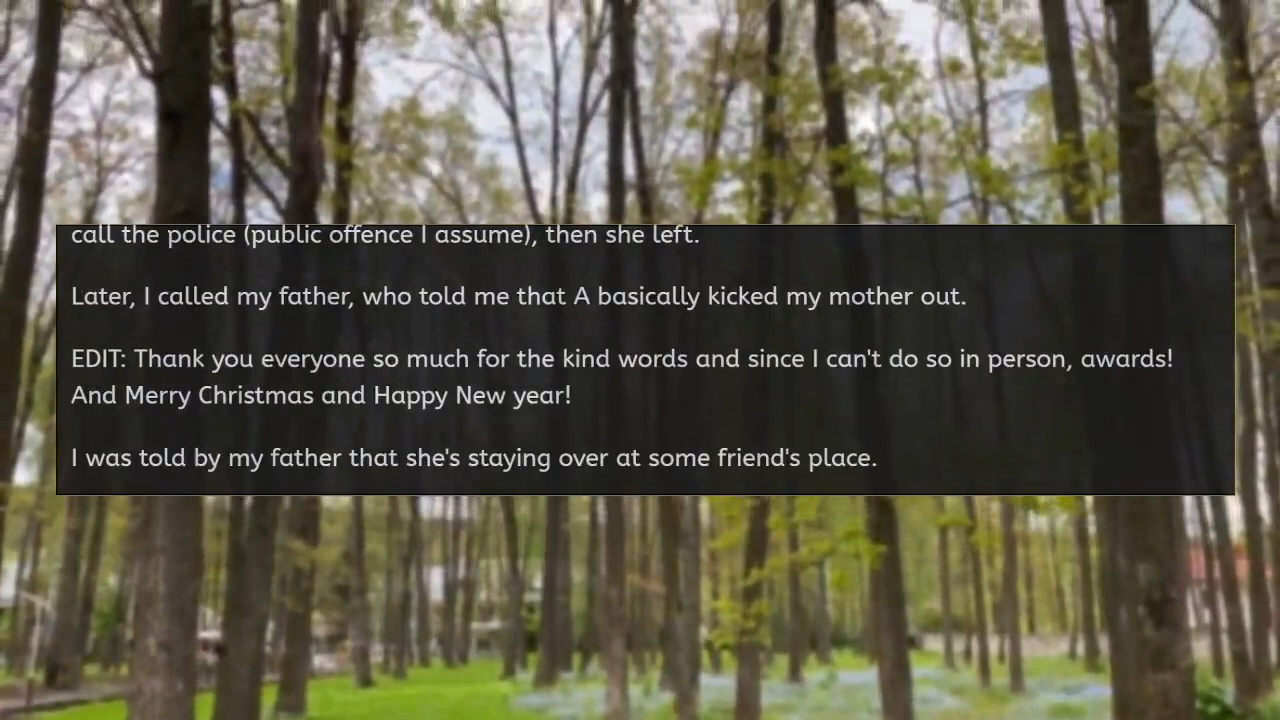 call the police (public offence I assume), then she left.
Later, I called my father, who told me that A basically kicked my mother out.
EDIT: Thank you everyone so much for the kind words and since I can't do so in person, awards!
And Merry Christmas and Happy New year!
I was told by my father that she's staying over at some friend's place.